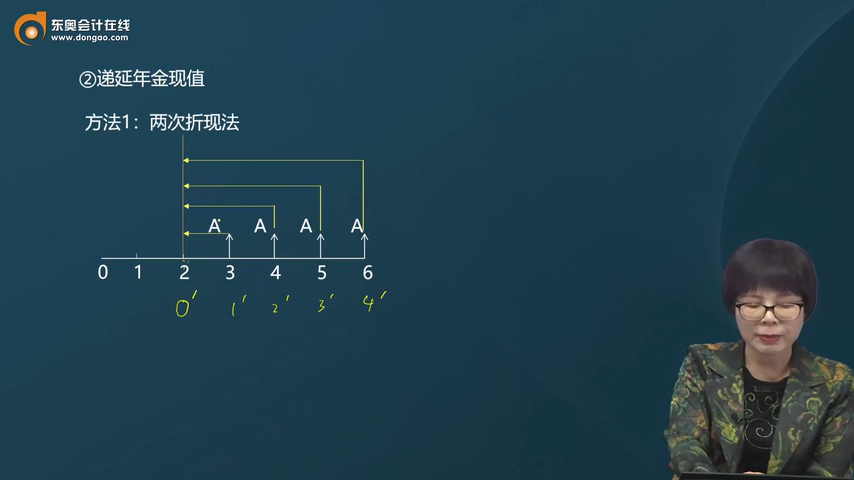 东奥会计在线
www.dongao.com
②递延年金现值
方法1：两次折现法
A A A A
0 1 2 3 4 5 6
0′ 1′ 2′ 3′ 4′